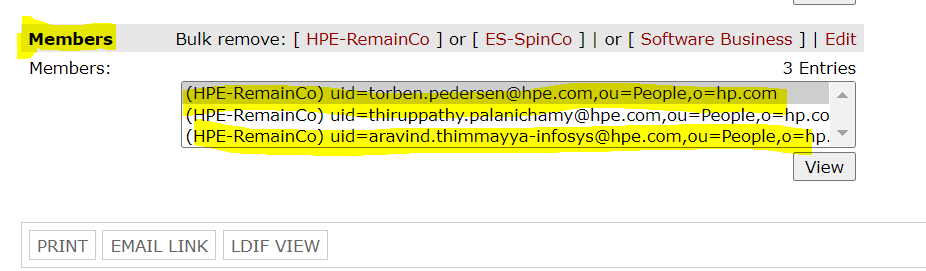 Members Bulk remove: [ HPE-RemainCo ] or [ ES-SpinCo ] | or [ Software Business ] | Edit
Members: 3 Entries
(HPE-RemainCo) uid=torben.pedersen@hpe.com,ou=People,o=hp.com
(HPE-RemainCo) uid=thiruppathy.palanichamy@hpe.com,ou=People,o=hp.co
(HPE-RemainCo) uid=aravind.thimmayya-infosys@hpe.com,ou=People,o=hp.
View
PRINT EMAIL LINK LDIF VIEW